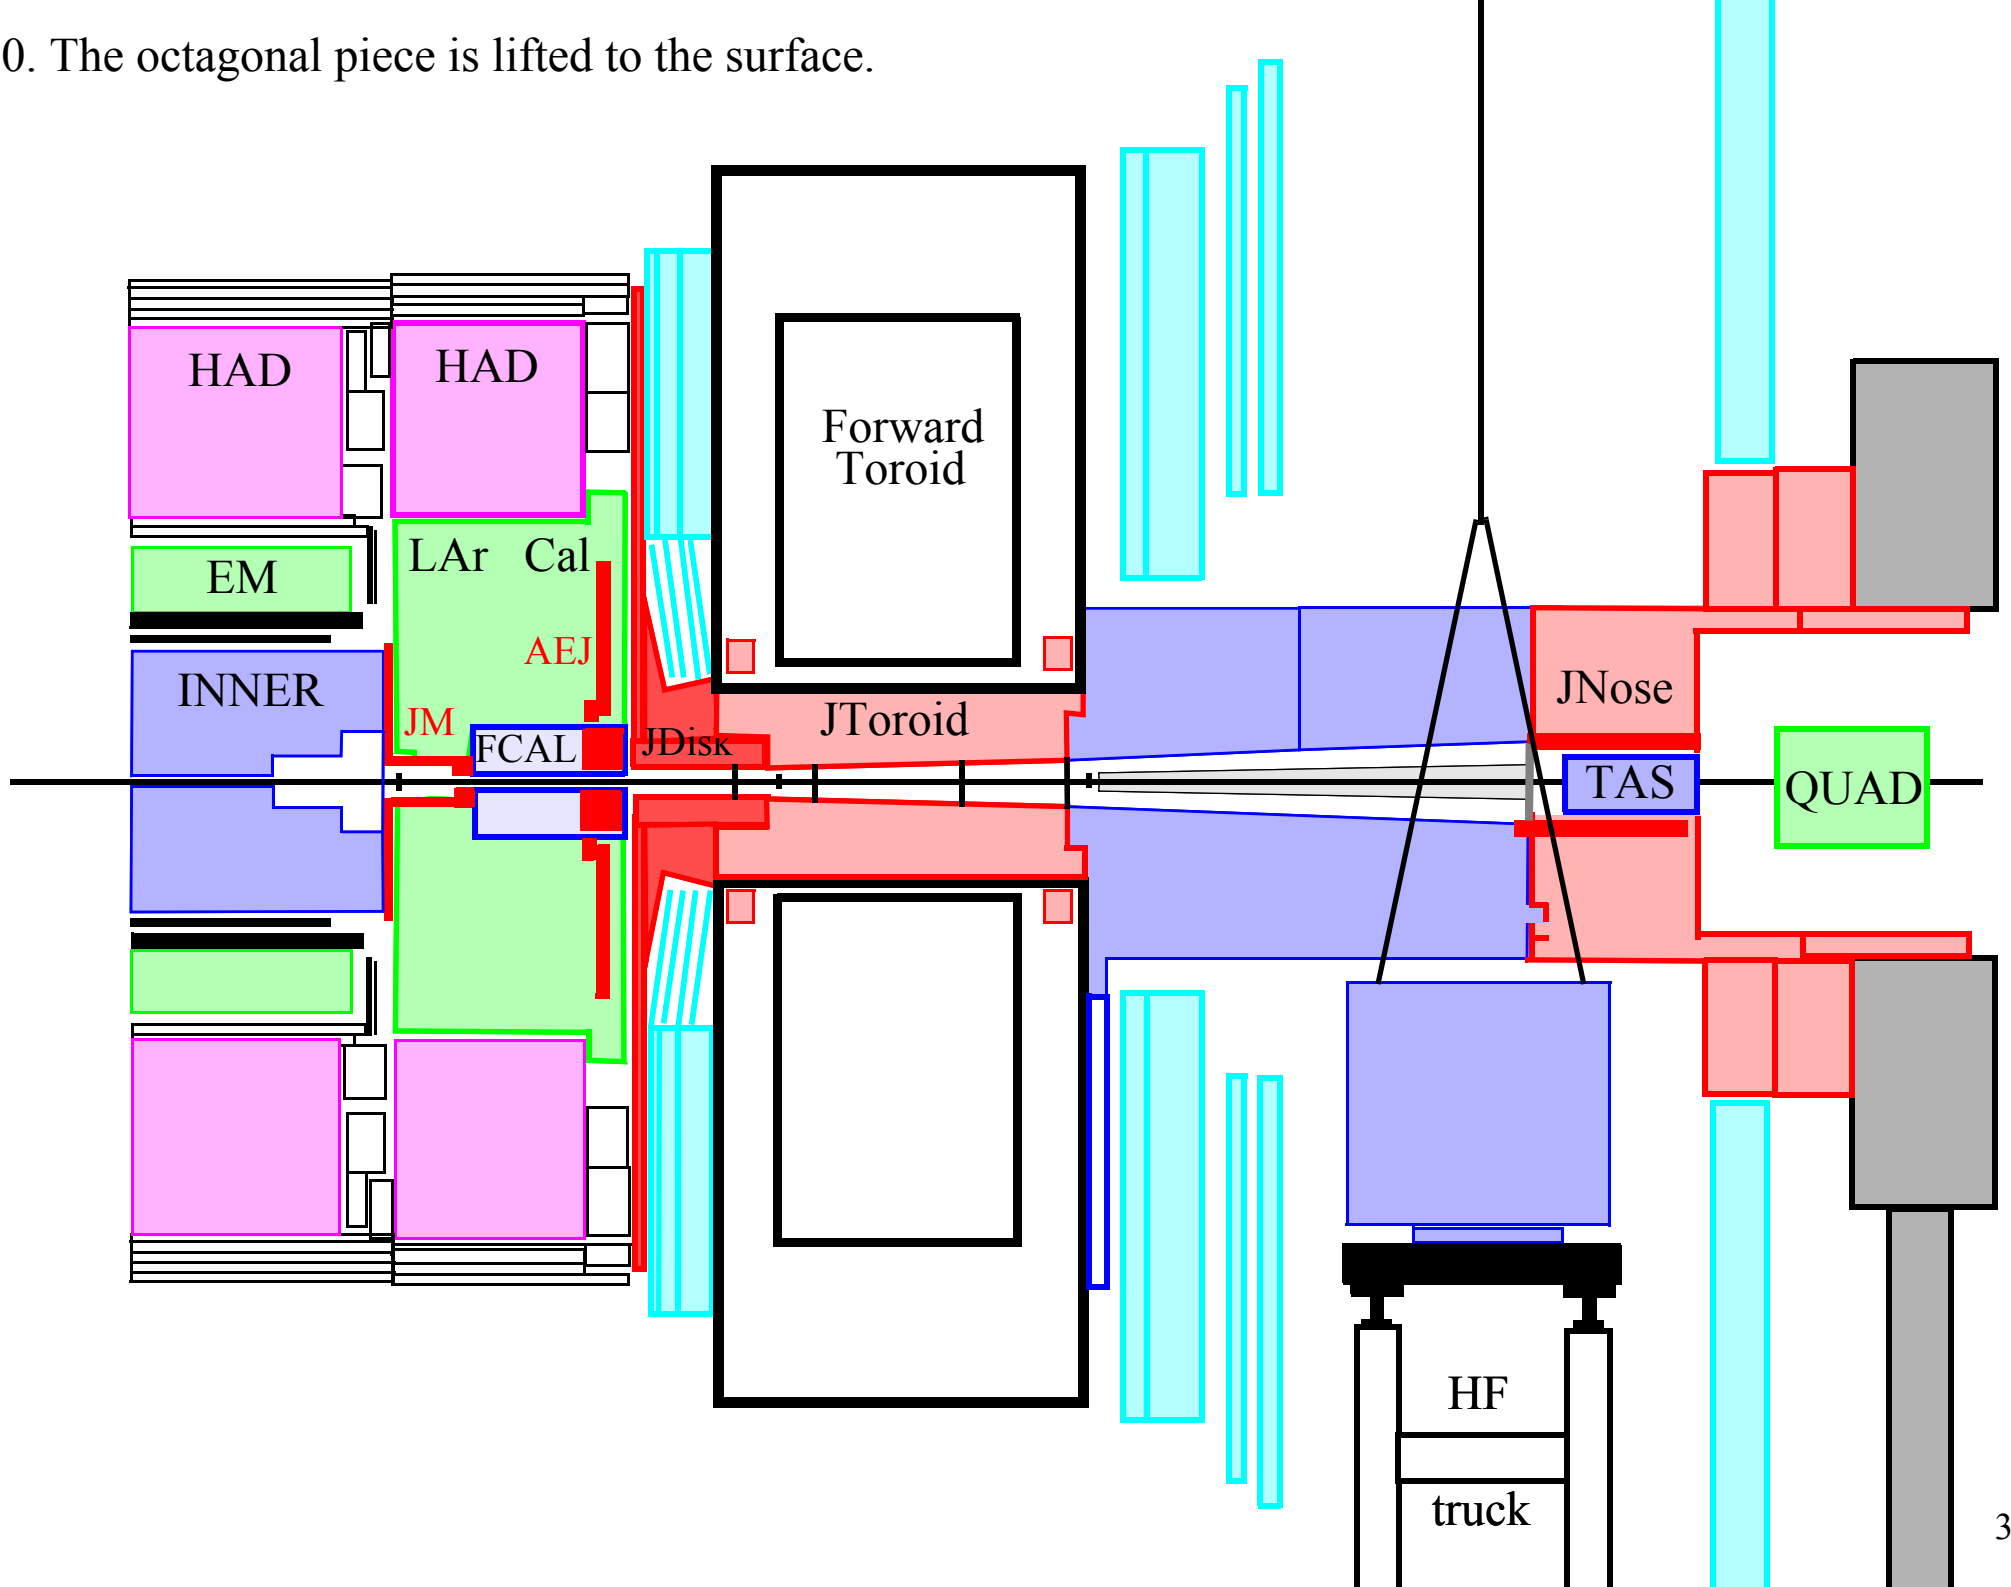 0. The octagonal piece is lifted to the surface.
HAD
HAD
Forward
Toroid
LAr Cal
EM
AEJ
INNER
JNose
JM
JToroid
FCAL
JDisk
TAS
QUAD
HF
truck
3